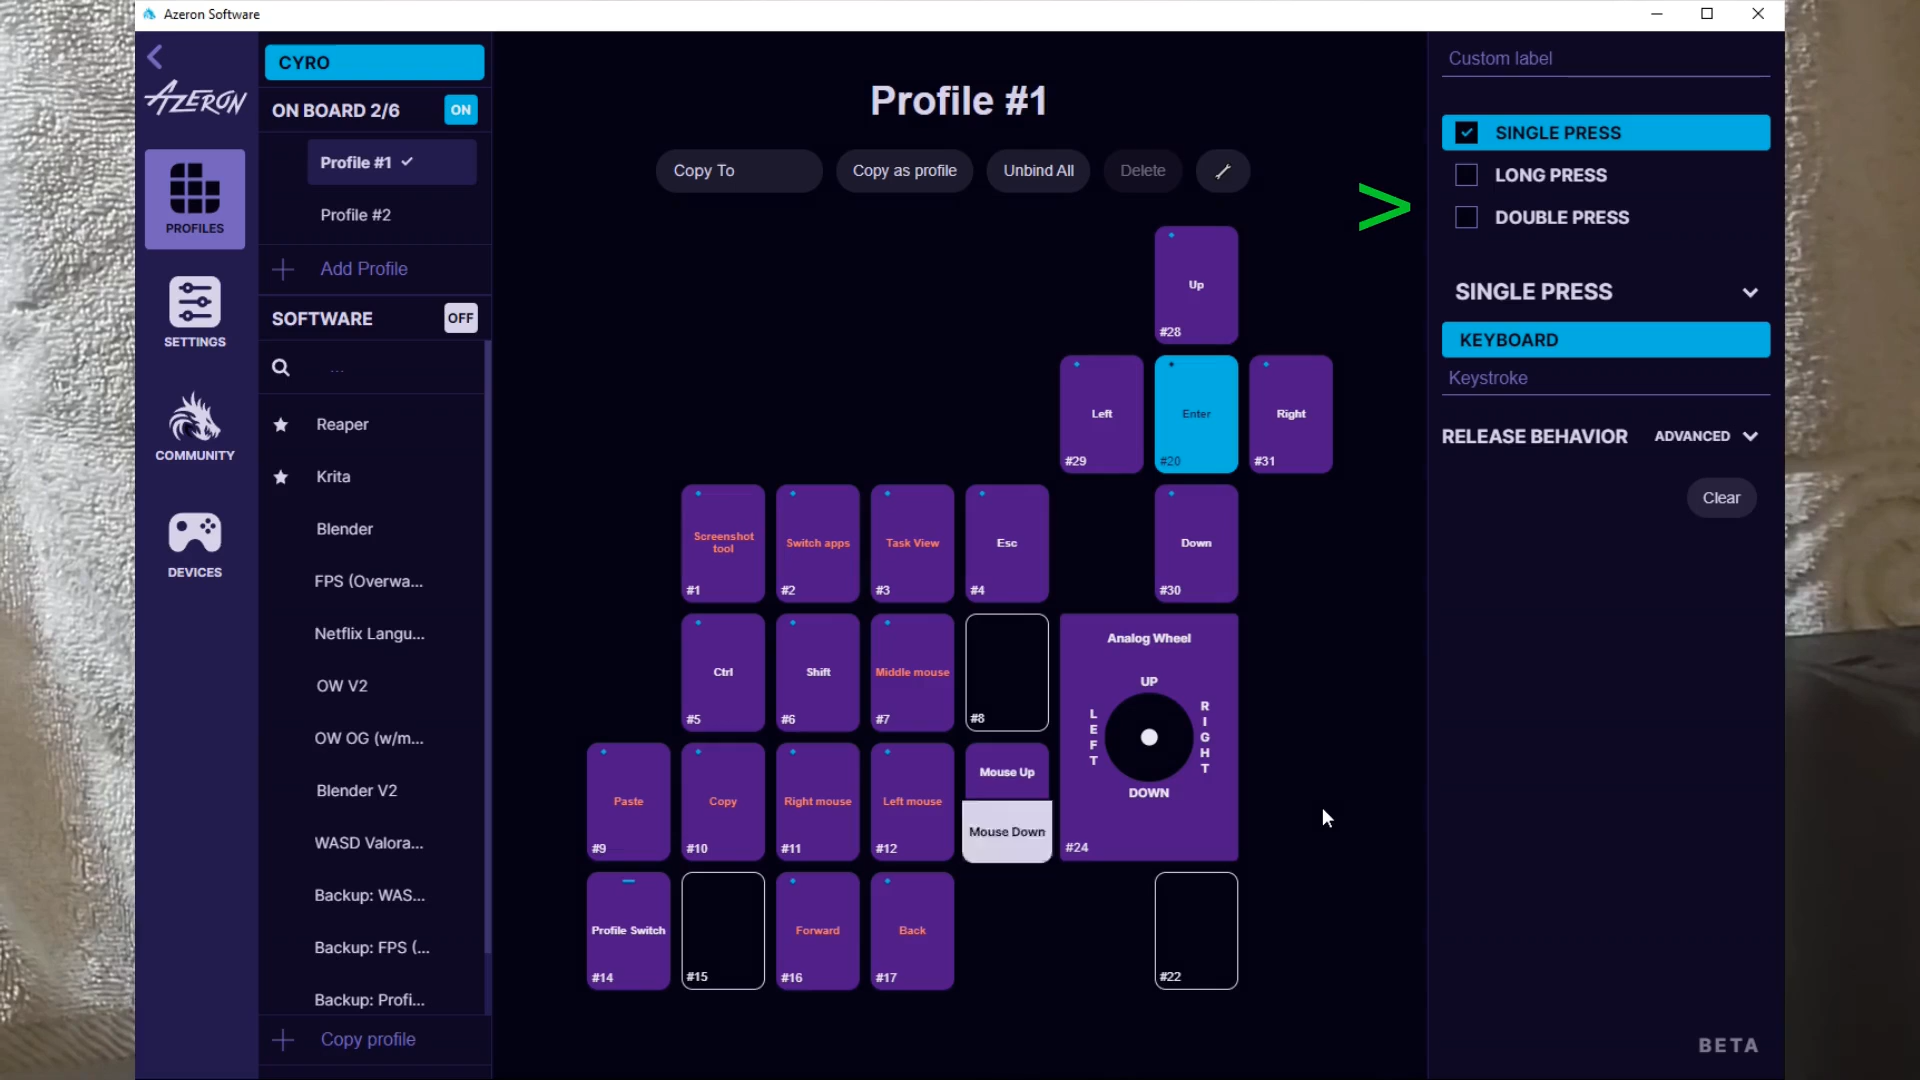 Azeron Software
AZERON
PROFILES
SETTINGS
COMMUNITY
DEVICES
CYRO
ON BOARD 2/6
ON
Profile #1
Profile #2
Add Profile
SOFTWARE
OFF
...
Reaper
Krita
Blender
FPS (Overwa...
Netflix Langu...
OW V2
OW OG (w/m...
Blender V2
WASD Valora...
Backup: WAS...
Backup: FPS (...
Backup: Profi...
Copy profile
Profile #1
Copy To
Copy as profile
Unbind All
Delete
>
Up
#28
Left
#29
Enter
#20
Right
#31
Screenshot
tool
#1
Switch apps
#2
Task View
#3
Esc
#4
Down
#30
Ctrl
#5
Shift
#6
Middle mouse
#7
#8
Analog Wheel
UP
LEFT
RIGHT
DOWN
#24
Paste
#9
Copy
#10
Right mouse
#11
Left mouse
#12
Mouse Up
Mouse Down
Profile Switch
#14
#15
Forward
#16
Back
#17
#22
Custom label
SINGLE PRESS
LONG PRESS
DOUBLE PRESS
SINGLE PRESS
KEYBOARD
Keystroke
RELEASE BEHAVIOR
ADVANCED
Clear
BETA